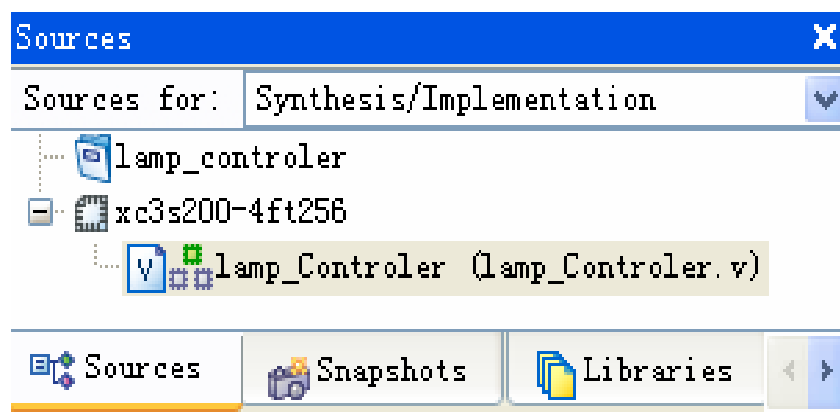 Sources
Sources for: Synthesis/Implementation
lamp_controler
xc3s200-4ft256
lamp_Controler (lamp_Controler.v)
Sources Snapshots Libraries